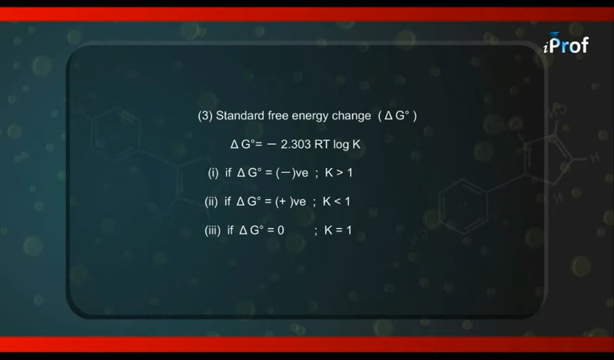 iProf
(3) Standard free energy change ( Δ G° )
Δ G°= − 2.303 RT log K
(i) if Δ G° = (−)ve ; K > 1
(ii) if Δ G° = (+ )ve ; K < 1
(iii) if Δ G° = 0 ; K = 1